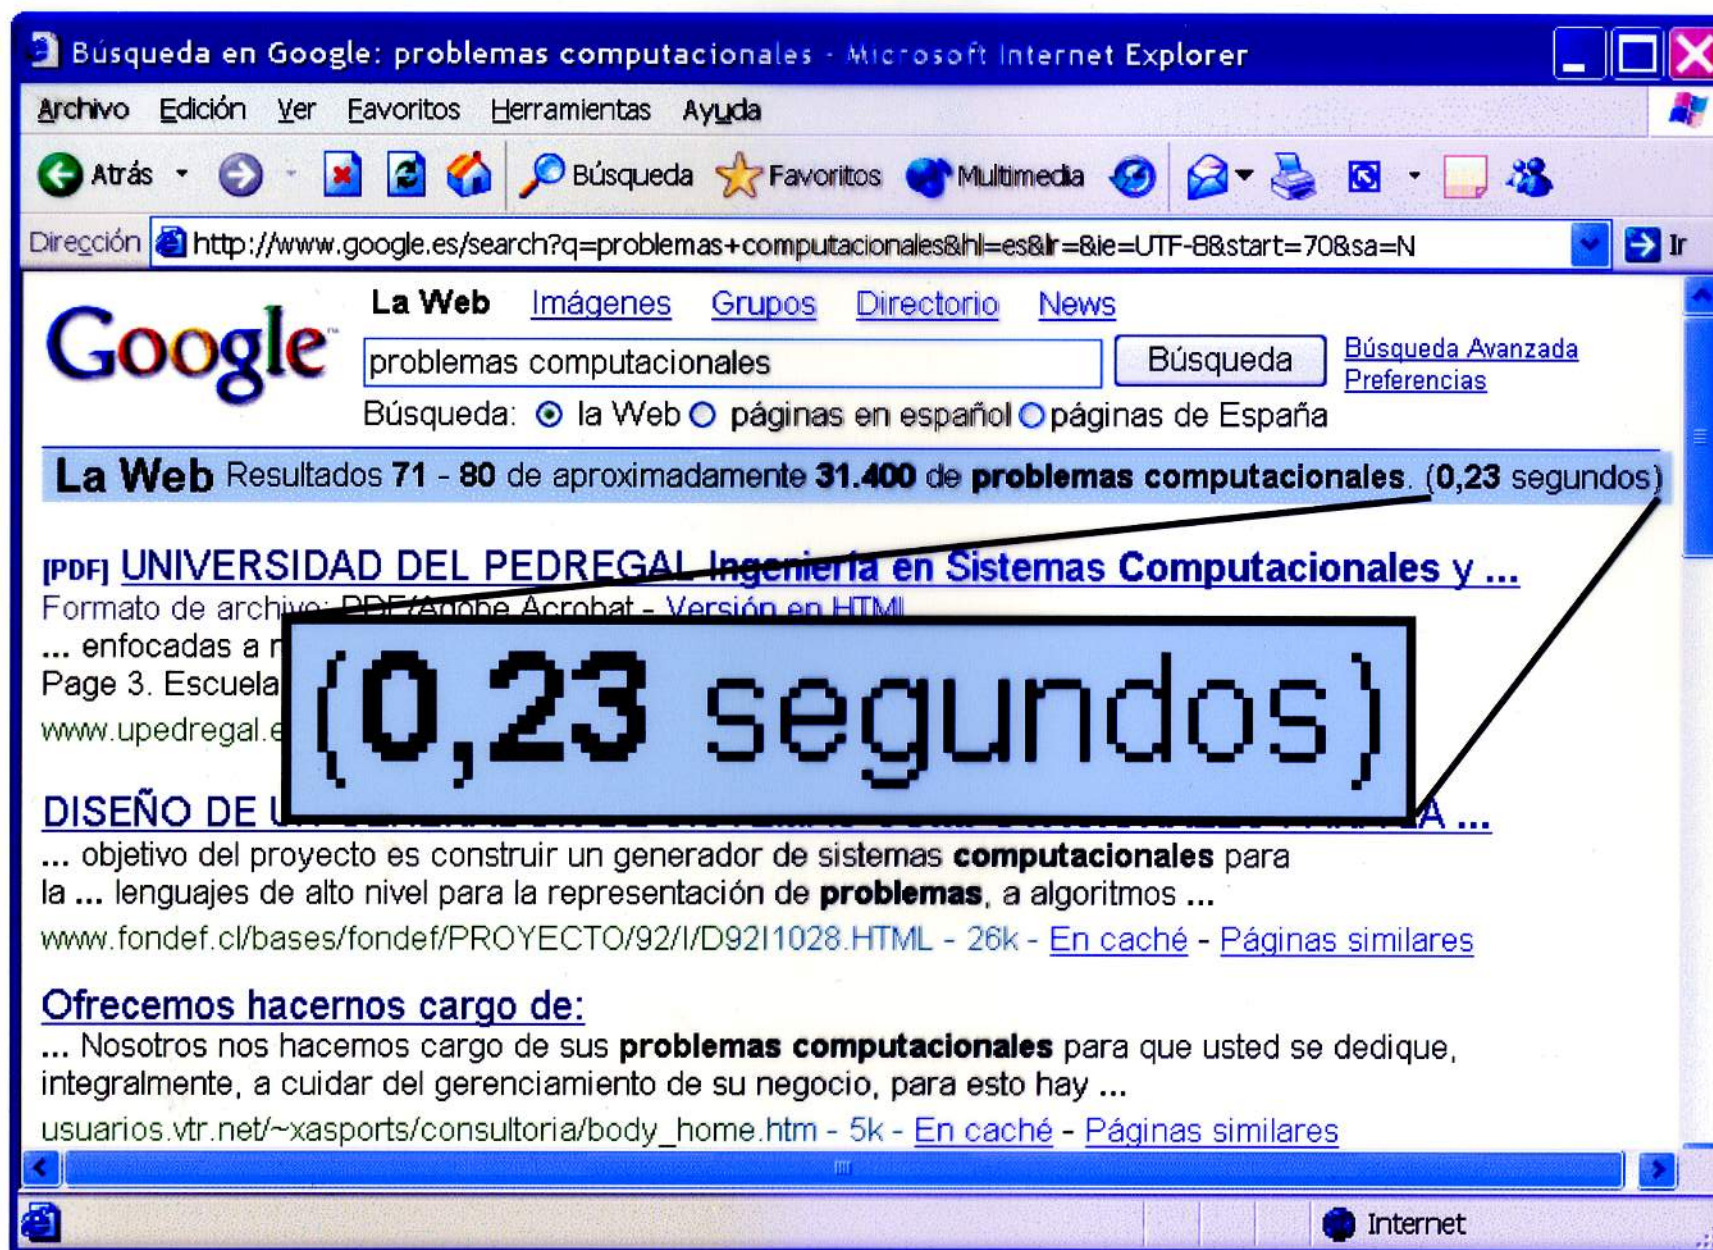 Búsqueda en Google: problemas computacionales - Microsoft Internet Explorer
Archivo Edición Ver Favoritos Herramientas Ayuda
Atrás Búsqueda Favoritos Multimedia
Dirección http://www.google.es/search?q=problemas+computacionales&hl=es&lr=&ie=UTF-8&start=70&sa=N Ir
La Web Imágenes Grupos Directorio News
Google™ problemas computacionales Búsqueda Búsqueda Avanzada
Preferencias
Búsqueda: la Web páginas en español páginas de España
La Web Resultados 71 - 80 de aproximadamente 31.400 de problemas computacionales. (0,23 segundos)
[PDF] UNIVERSIDAD DEL PEDREGAL Ingeniería en Sistemas Computacionales y ...
Formato de archivo: PDF/Adobe Acrobat - Versión en HTML
... enfocadas a
Page 3. Escuela
www.upedregal.e
(0,23 segundos)
DISEÑO DE ...
... objetivo del proyecto es construir un generador de sistemas computacionales para
la ... lenguajes de alto nivel para la representación de problemas, a algoritmos ...
www.fondef.cl/bases/fondef/PROYECTO/92/I/D92I1028.HTML - 26k - En caché - Páginas similares
Ofrecemos hacernos cargo de:
... Nosotros nos hacemos cargo de sus problemas computacionales para que usted se dedique,
integralmente, a cuidar del gerenciamiento de su negocio, para esto hay ...
usuarios.vtr.net/~xasports/consultoria/body_home.htm - 5k - En caché - Páginas similares
Internet